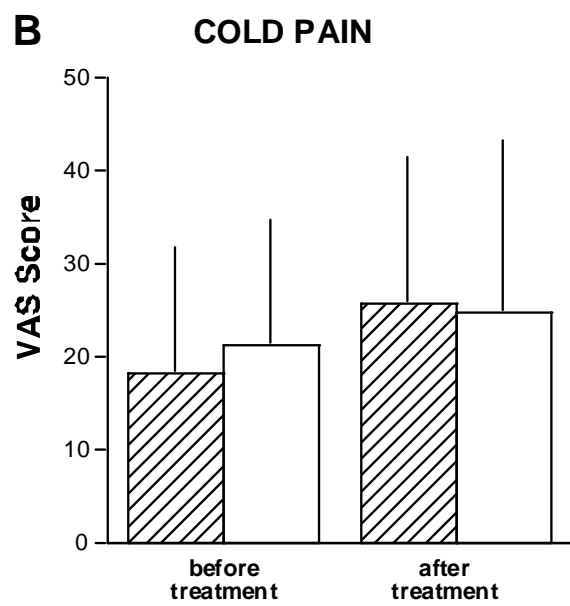 B
COLD PAIN
VAS Score
50
40
30
20
10
0
before
treatment
after
treatment